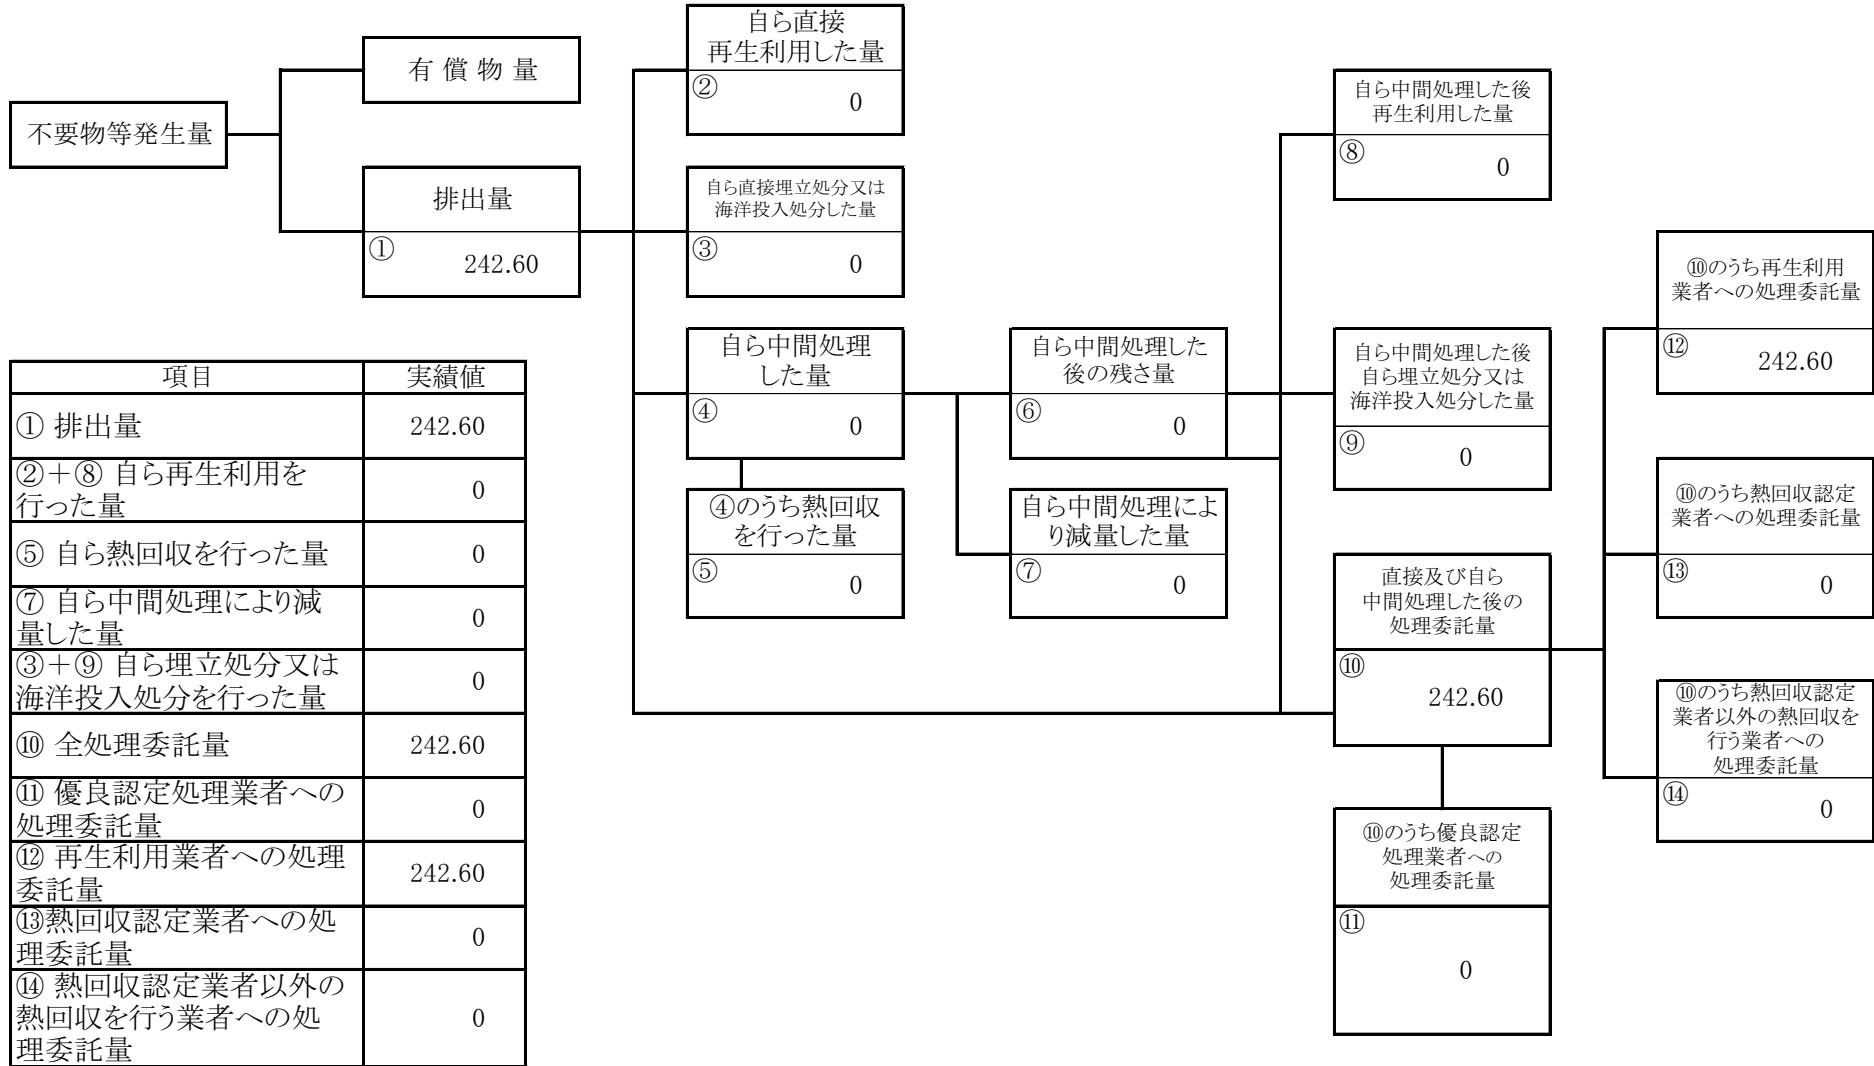 不要物等発生量
有償物量
排出量
①
242.60
自ら直接
再生利用した量
②
0
自ら直接埋立処分又は
海洋投入処分した量
③
0
自ら中間処理
した量
④
0
④のうち熱回収
を行った量
⑤
0
自ら中間処理した
後の残さ量
⑥
0
自ら中間処理によ
り減量した量
⑦
0
自ら中間処理した後
再生利用した量
⑧
0
自ら中間処理した後
自ら埋立処分又は
海洋投入処分した量
⑨
0
直接及び自ら
中間処理した後の
処理委託量
⑩
242.60
⑩のうち優良認定
処理業者への
処理委託量
⑪
0
⑩のうち再生利用
業者への処理委託量
⑫
242.60
⑩のうち熱回収認定
業者への処理委託量
⑬
0
⑩のうち熱回収認定
業者以外の熱回収を
行う業者への
処理委託量
⑭
0
項目 実績値
① 排出量 242.60
②+⑧ 自ら再生利用を
行った量 0
⑤ 自ら熱回収を行った量 0
⑦ 自ら中間処理により減
量した量 0
③+⑨ 自ら埋立処分又は
海洋投入処分を行った量 0
⑩ 全処理委託量 242.60
⑪ 優良認定処理業者への
処理委託量 0
⑫ 再生利用業者への処理
委託量 242.60
⑬熱回収認定業者への処
理委託量 0
⑭ 熱回収認定業者以外の
熱回収を行う業者への処
理委託量 0